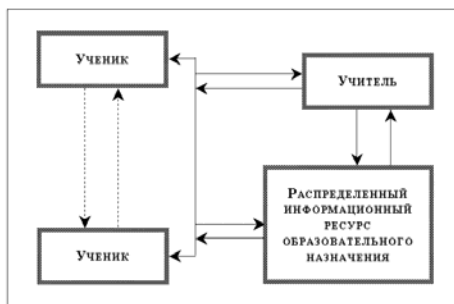 Ученик
Учитель
Распределенный
информационный
ресурс
образовательного
назначения
Ученик